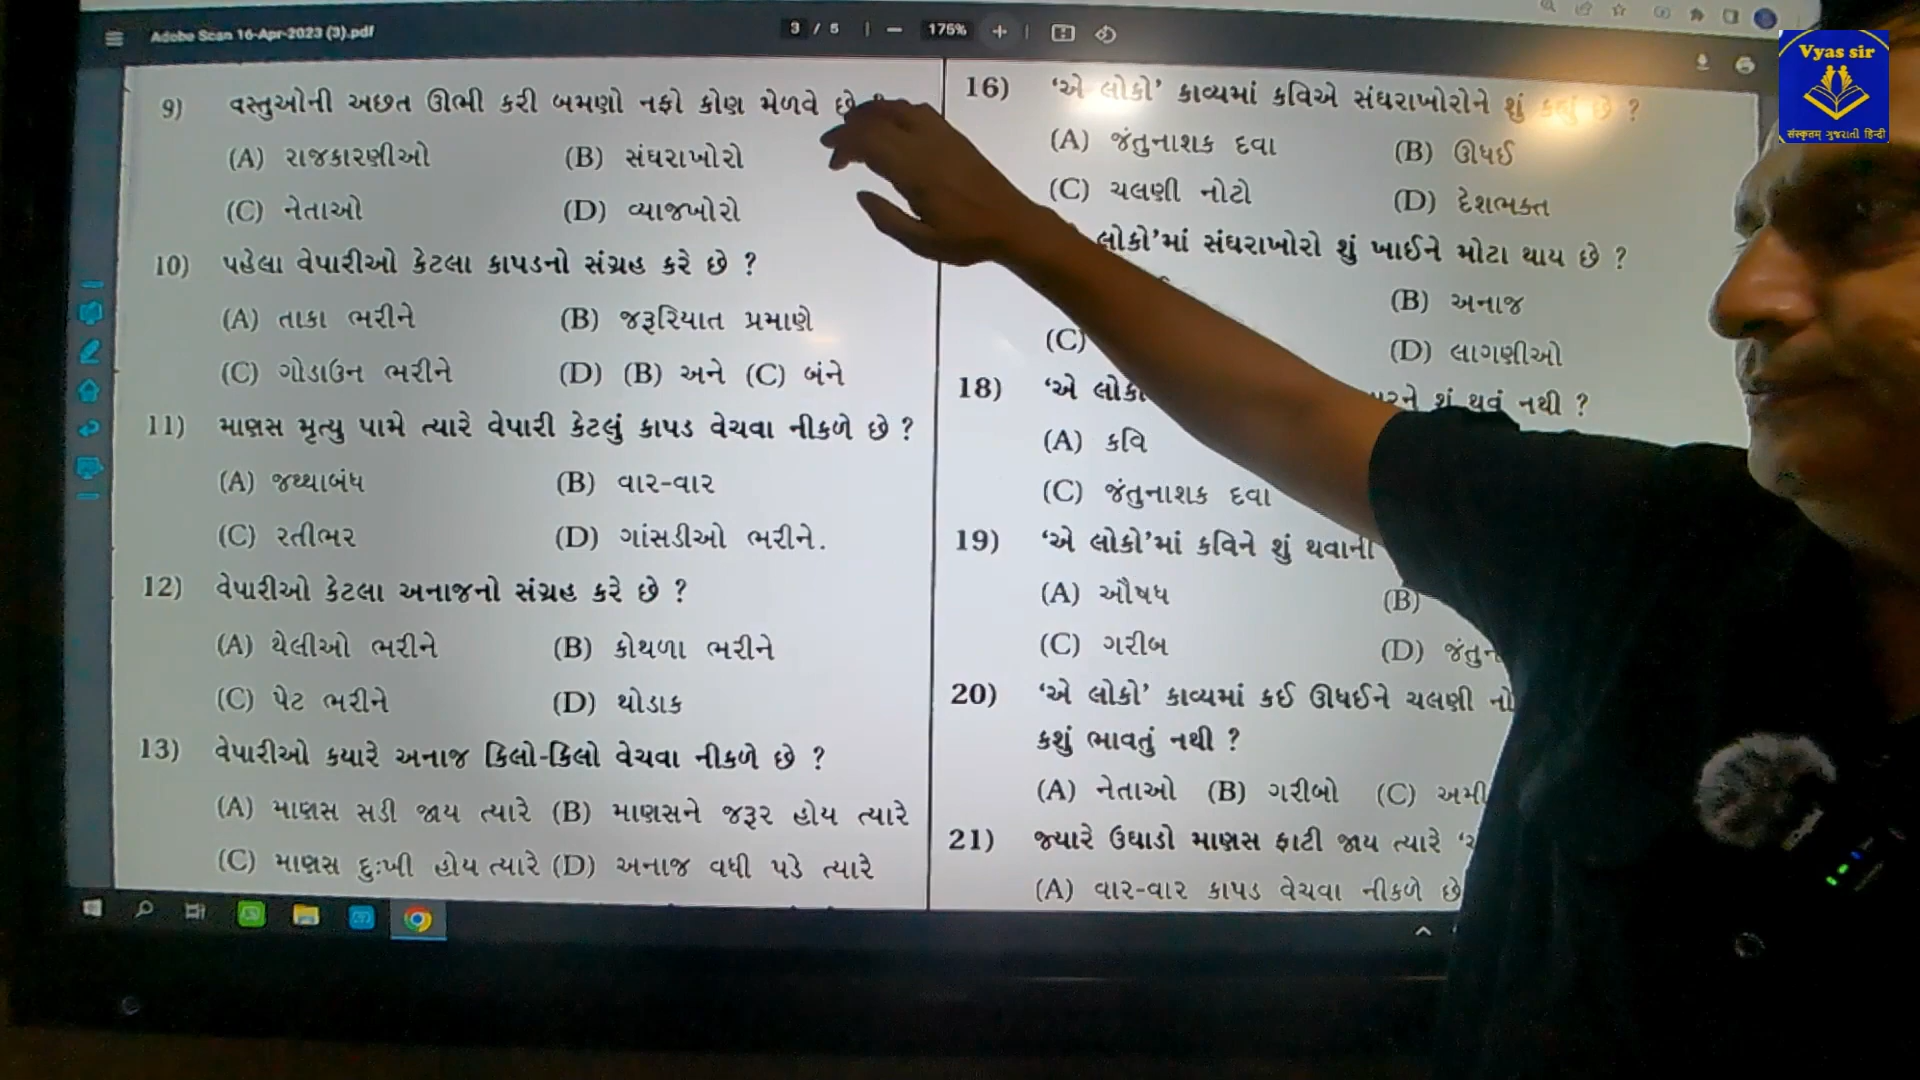 Adobe Scan 16-Apr-2023 (3).pdf
3 / 5
175%
Vyas sir
संस्कृतम् ગુજરાતી हिन्दी
9) વસ્તુઓની અછત ઊભી કરી બમણો નફો કોણ મેળવે છે ?
(A) રાજકારણીઓ (B) સંઘરાખોરો
(C) નેતાઓ (D) વ્યાજખોરો
10) પહેલા વેપારીઓ કેટલા કાપડનો સંગ્રહ કરે છે ?
(A) તાકા ભરીને (B) જરૂરિયાત પ્રમાણે
(C) ગોડાઉન ભરીને (D) (B) અને (C) બંને
11) માણસ મૃત્યુ પામે ત્યારે વેપારી કેટલું કાપડ વેચવા નીકળે છે ?
(A) જથ્થાબંધ (B) વાર-વાર
(C) રતીભર (D) ગાંસડીઓ ભરીને.
12) વેપારીઓ કેટલા અનાજનો સંગ્રહ કરે છે ?
(A) થેલીઓ ભરીને (B) કોથળા ભરીને
(C) પેટ ભરીને (D) થોડાક
13) વેપારીઓ કયારે અનાજ કિલો-કિલો વેચવા નીકળે છે ?
(A) માણસ સડી જાય ત્યારે (B) માણસને જરૂર હોય ત્યારે
(C) માણસ દુઃખી હોય ત્યારે (D) અનાજ વધી પડે ત્યારે
16) ‘એ લોકો’ કાવ્યમાં કવિએ સંઘરાખોરોને શું કહ્યું છે ?
(A) જંતુનાશક દવા (B) ઊધઈ
(C) ચલણી નોટો (D) દેશભક્ત
લોકો’માં સંઘરાખોરો શું ખાઈને મોટા થાય છે ?
(B) અનાજ
(C) (D) લાગણીઓ
18) ‘એ શું થવું નથી ?
(A) કવિ
(C) જંતુનાશક દવા
19) ‘એ લોકો’માં કવિને શું થવાની
(A) ઔષધ (B)
(C) ગરીબ (D)
20) ‘એ લોકો’ કાવ્યમાં કઈ ઊધઈને ચલણી
કશું ભાવતું નથી ?
(A) નેતાઓ (B) ગરીબો (C)
21) જ્યારે ઉઘાડો માણસ ફાટી જાય ત્યારે
(A) વાર-વાર કાપડ વેચવા નીકળે છે